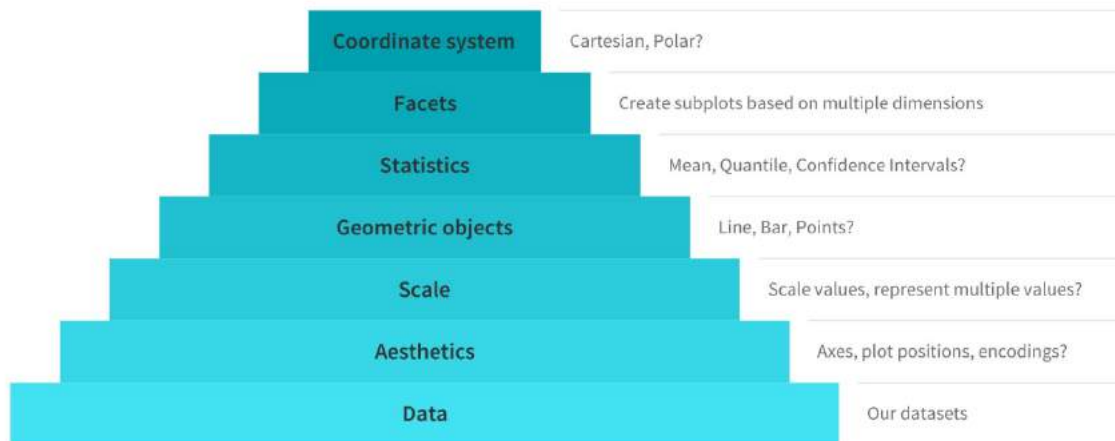 Coordinate system Cartesian, Polar?
Facets Create subplots based on multiple dimensions
Statistics Mean, Quantile, Confidence Intervals?
Geometric objects Line, Bar, Points?
Scale Scale values, represent multiple values?
Aesthetics Axes, plot positions, encodings?
Data Our datasets